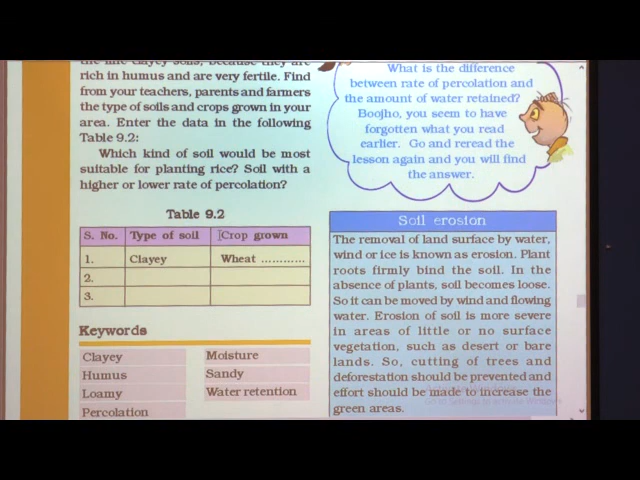 the fine clayey soils, because they are
rich in humus and are very fertile. Find
from your teachers, parents and farmers
the type of soils and crops grown in your
area. Enter the data in the following
Table 9.2:
Which kind of soil would be most
suitable for planting rice? Soil with a
higher or lower rate of percolation?
Table 9.2
S. No. Type of soil Crop grown
1. Clayey Wheat ............
2.
3.
Keywords
Clayey
Humus
Loamy
Percolation
Moisture
Sandy
Water retention
What is the difference
between rate of percolation and
the amount of water retained?
Boojho, you seem to have
forgotten what you read
earlier. Go and reread the
lesson again and you will find
the answer.
Soil erosion
The removal of land surface by water,
wind or ice is known as erosion. Plant
roots firmly bind the soil. In the
absence of plants, soil becomes loose.
So it can be moved by wind and flowing
water. Erosion of soil is more severe
in areas of little or no surface
vegetation, such as desert or bare
lands. So, cutting of trees and
deforestation should be prevented and
effort should be made to increase the
green areas.